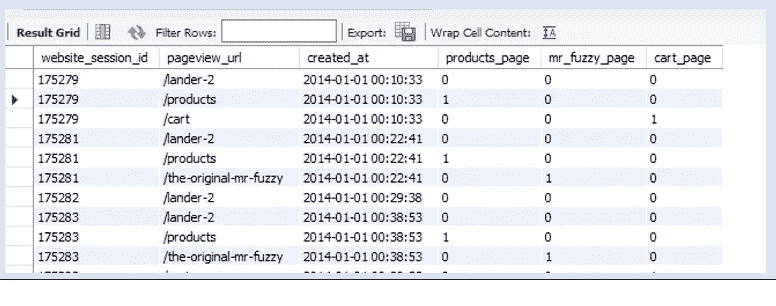 Result Grid Filter Rows: Export: Wrap Cell Content:
website_session_id pageview_url created_at products_page mr_fuzzy_page cart_page
175279 /lander-2 2014-01-01 00:10:33 0 0 0
175279 /products 2014-01-01 00:10:33 1 0 0
175279 /cart 2014-01-01 00:10:33 0 0 1
175281 /lander-2 2014-01-01 00:22:41 0 0 0
175281 /products 2014-01-01 00:22:41 1 0 0
175281 /the-original-mr-fuzzy 2014-01-01 00:22:41 0 1 0
175282 /lander-2 2014-01-01 00:29:38 0 0 0
175283 /lander-2 2014-01-01 00:38:53 0 0 0
175283 /products 2014-01-01 00:38:53 1 0 0
175283 /the-original-mr-fuzzy 2014-01-01 00:38:53 0 1 0